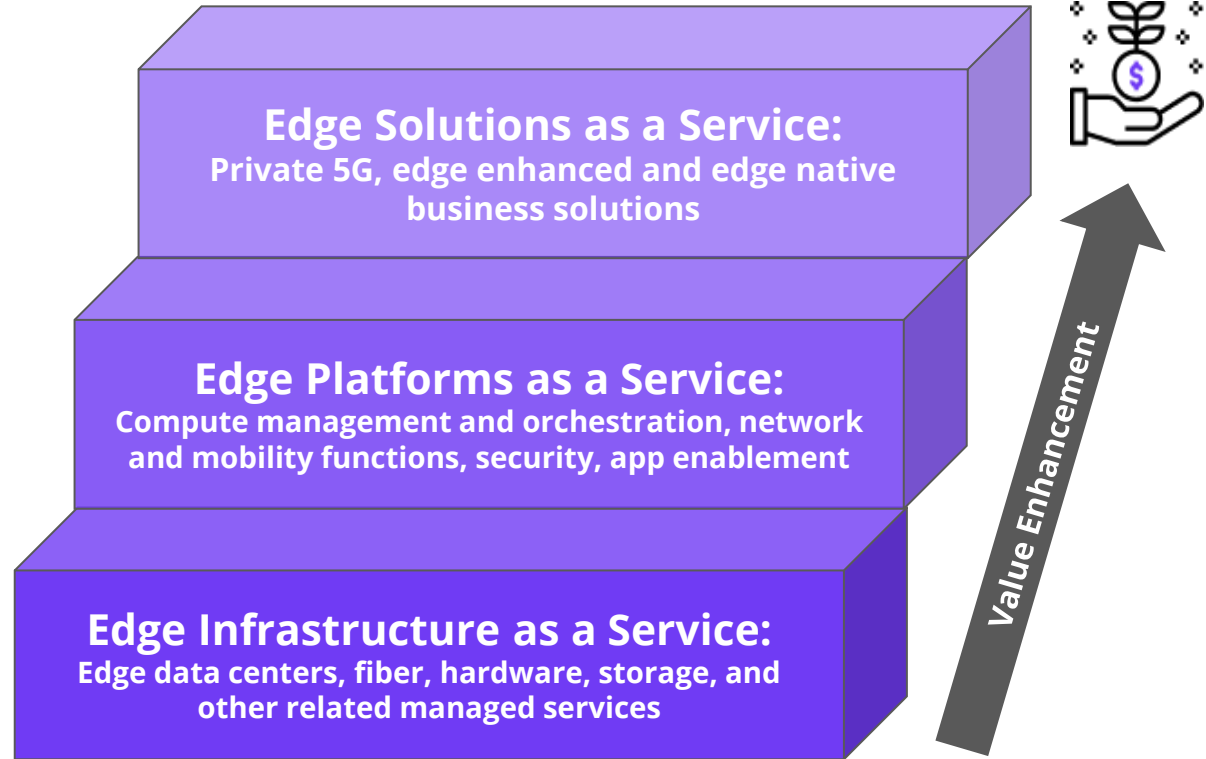 Edge Solutions as a Service:
Private 5G, edge enhanced and edge native
business solutions
$
Edge Platforms as a Service:
Compute management and orchestration, network
and mobility functions, security, app enablement
Value Enhancement
Edge Infrastructure as a Service:
Edge data centers, fiber, hardware, storage, and
other related managed services